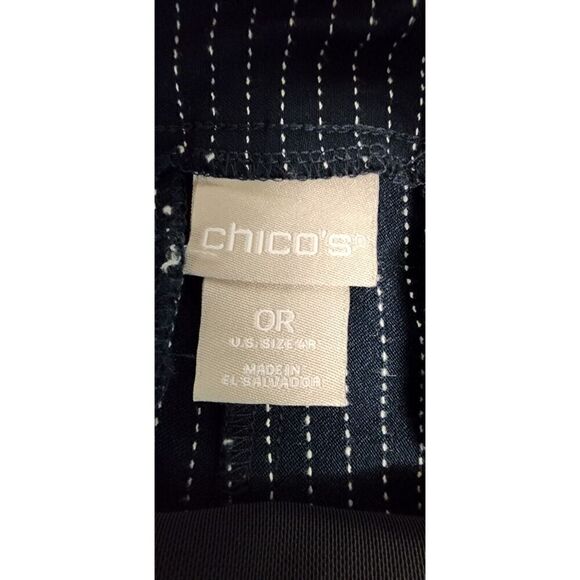 chico's®
0R
U.S. SIZE 4R
MADE IN
EL SALVADOR